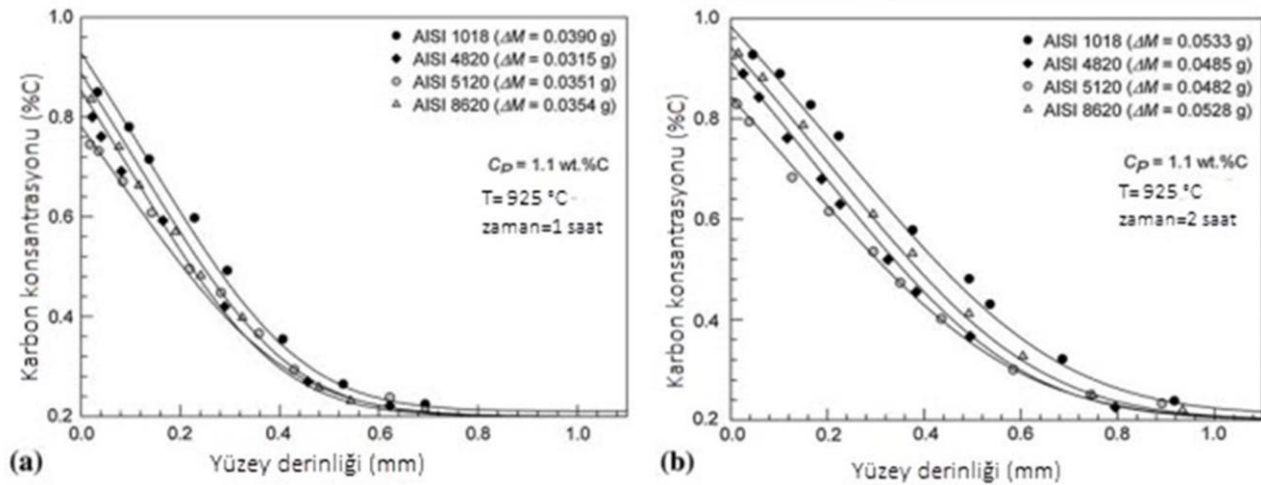 Karbon konsantrasyonu (%C)
1.0
0.8
0.6
0.4
0.2
● AISI 1018 (ΔM = 0.0390 g)
◆ AISI 4820 (ΔM = 0.0315 g)
○ AISI 5120 (ΔM = 0.0351 g)
△ AISI 8620 (ΔM = 0.0354 g)
C_P = 1.1 wt.%C
T= 925 °C
zaman=1 saat
0.0 0.2 0.4 0.6 0.8 1.0
(a) Yüzey derinliği (mm)
Karbon konsantrasyonu (%C)
1.0
0.8
0.6
0.4
0.2
● AISI 1018 (ΔM = 0.0533 g)
◆ AISI 4820 (ΔM = 0.0485 g)
○ AISI 5120 (ΔM = 0.0482 g)
△ AISI 8620 (ΔM = 0.0528 g)
C_P = 1.1 wt.%C
T= 925 °C
zaman=2 saat
0.0 0.2 0.4 0.6 0.8 1.0
(b) Yüzey derinliği (mm)